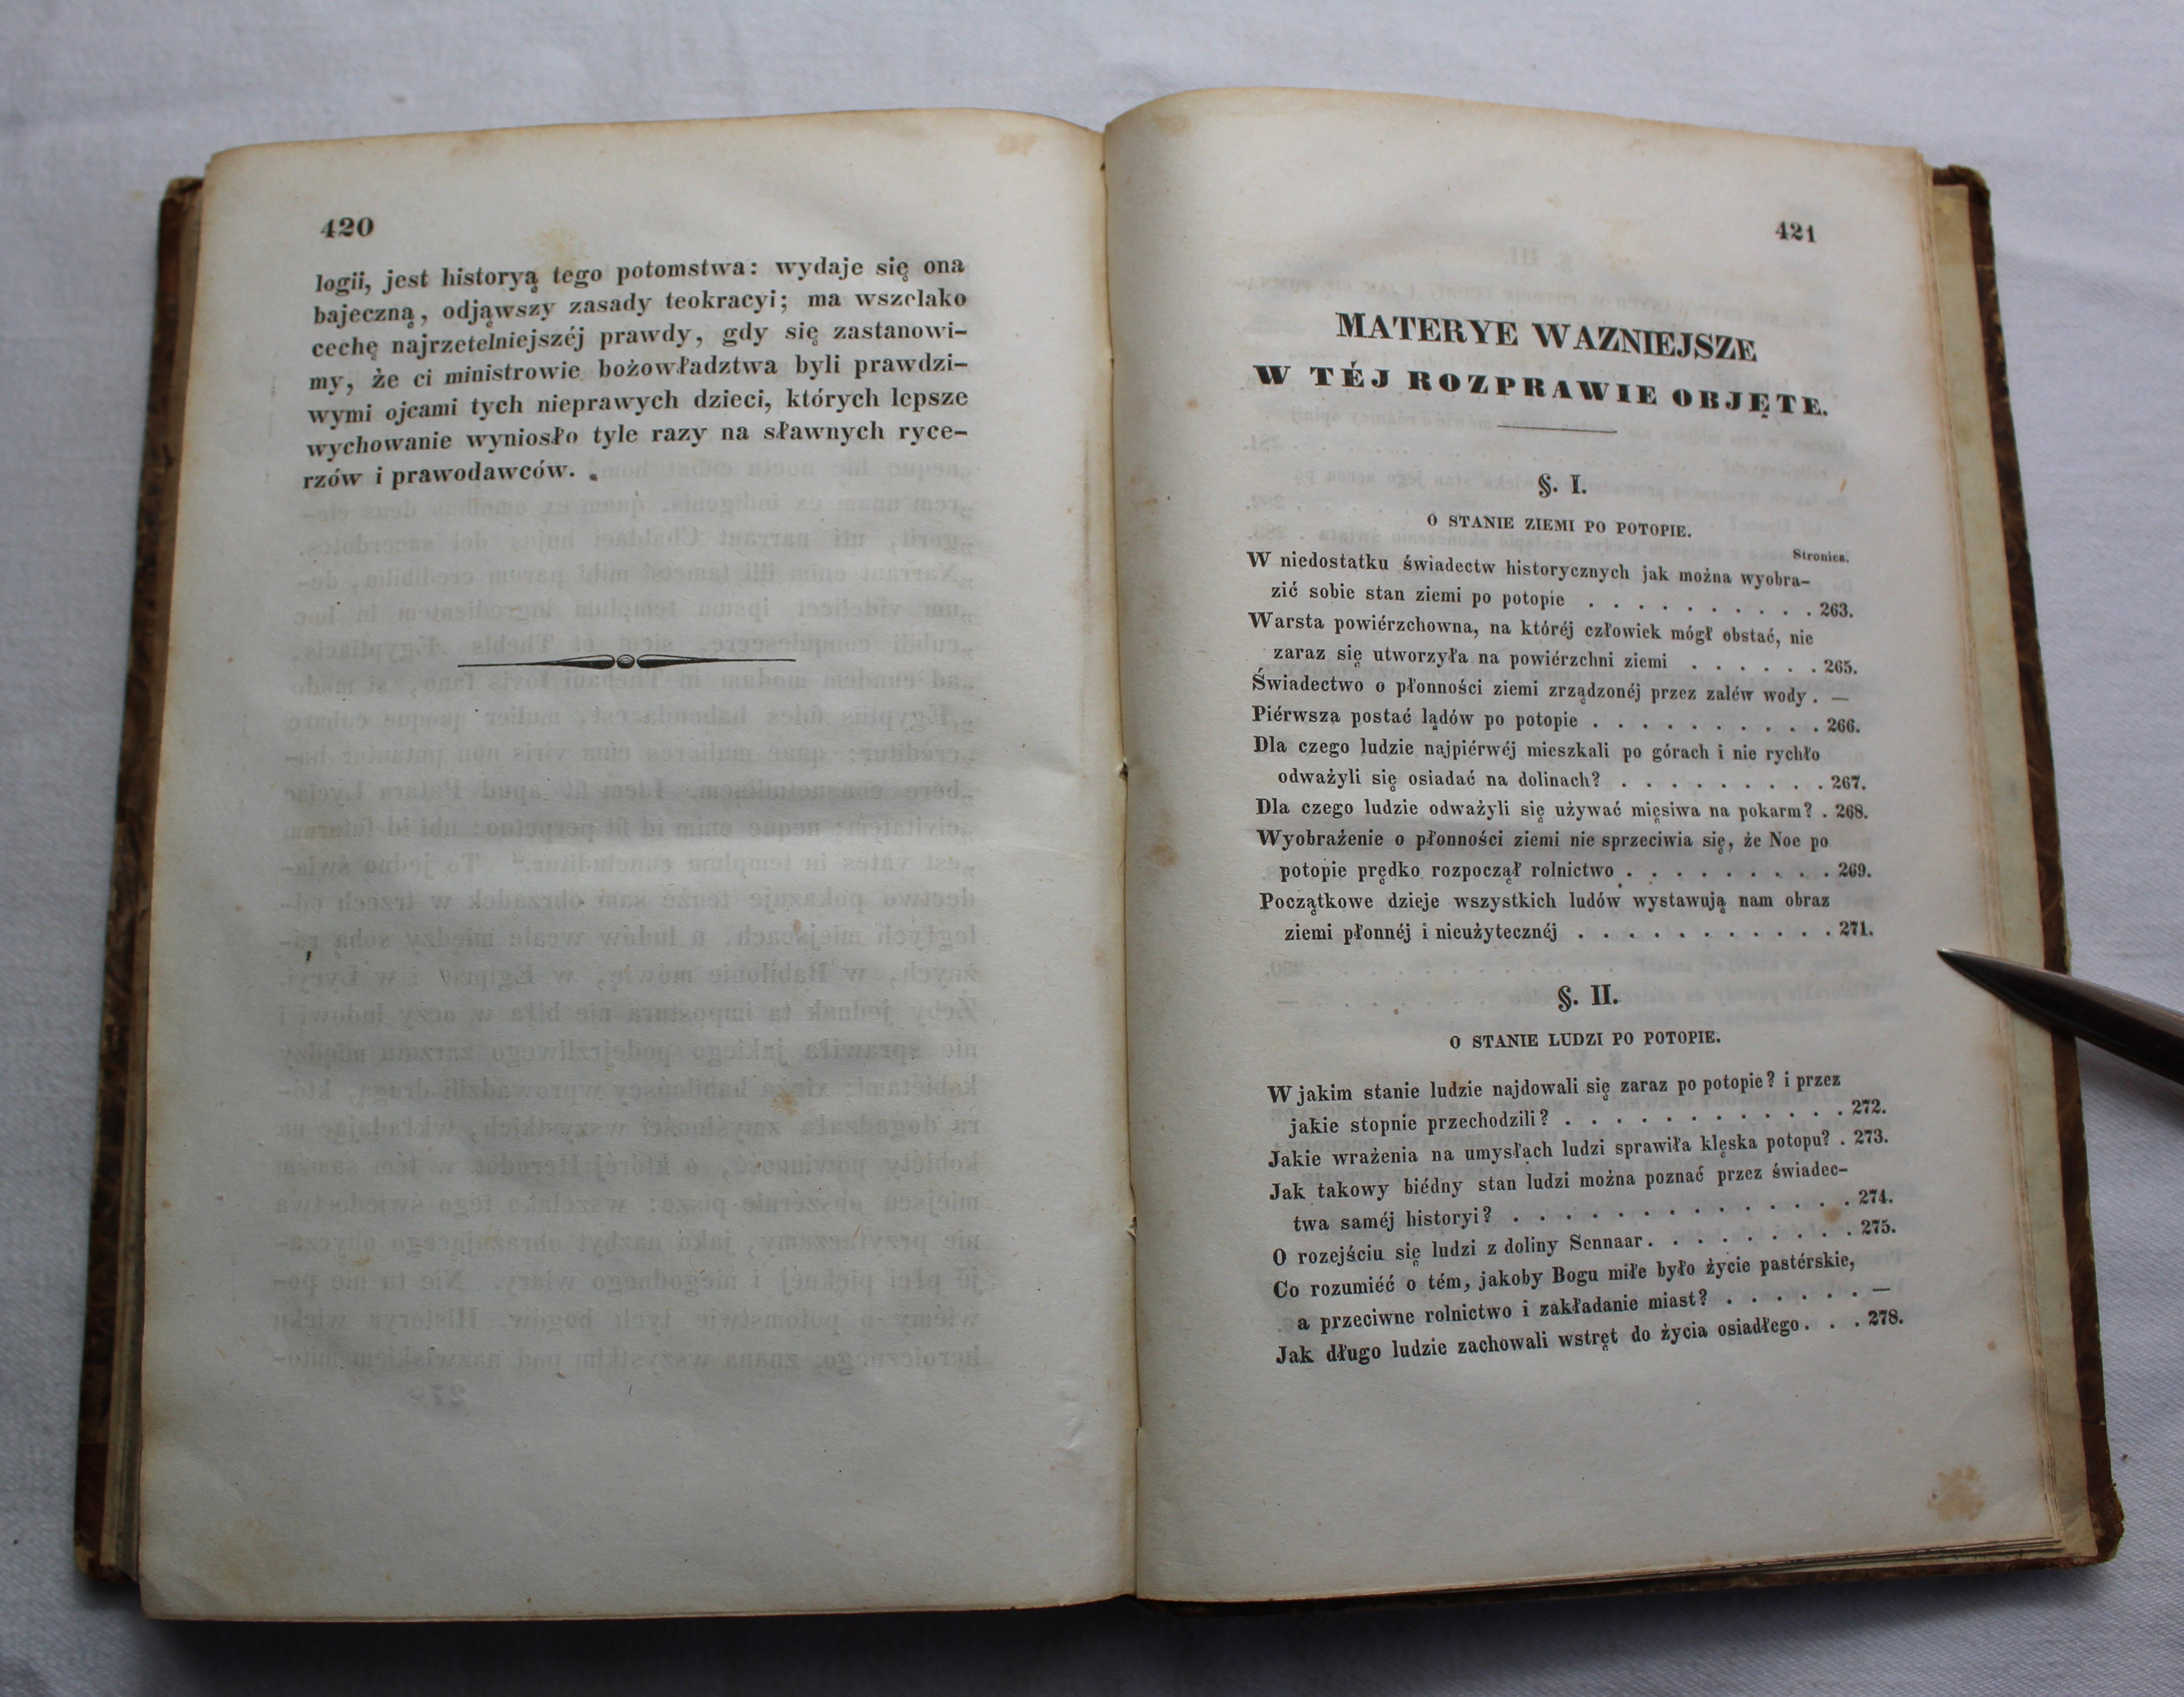 420
logii, jest historyą tego potomstwa: wydaje się ona
bajeczną, odjąwszy zasady teokracyi; ma wszelako
cechę najrzetelniejszéj prawdy, gdy się zastanowi-
my, że ci ministrowie bożowładztwa byli prawdzi-
wymi ojcami tych nieprawych dzieci, których lepsze
wychowanie wyniosło tyle razy na sławnych ryce-
rzów i prawodawców.
421
MATERYE WAZNIEJSZE
W TÉJ ROZPRAWIE OBJĘTE.
§. I.
O STANIE ZIEMI PO POTOPIE.
Stronica.
W niedostatku świadectw historycznych jak można wyobra-
zić sobie stan ziemi po potopie . . . . . . . . . . 263.
Warsta powiérzchowna, na któréj człowiek mógł obstać, nie
zaraz się utworzyła na powiérzchni ziemi . . . . . . 265.
Świadectwo o płonności ziemi zrządzonéj przez zaléw wody . —
Piérwsza postać lądów po potopie . . . . . . . . . . 266.
Dla czego ludzie najpiérwéj mieszkali po górach i nie rychło
odważyli się osiadać na dolinach? . . . . . . . . . 267.
Dla czego ludzie odważyli się używać mięsiwa na pokarm? . 268.
Wyobrażenie o płonności ziemi nie sprzeciwia się, że Noe po
potopie prędko rozpoczął rolnictwo . . . . . . . . . 269.
Początkowe dzieje wszystkich ludów wystawują nam obraz
ziemi płonnéj i nieużytecznéj . . . . . . . . . . . 271.
§. II.
O STANIE LUDZI PO POTOPIE.
W jakim stanie ludzie najdowali się zaraz po potopie? i przez
jakie stopnie przechodzili? . . . . . . . . . . . . 272.
Jakie wrażenia na umysłach ludzi sprawiła klęska potopu? . 273.
Jak takowy biédny stan ludzi można poznać przez świadec-
twa saméj historyi? . . . . . . . . . . . . . . 274.
O rozejściu się ludzi z doliny Sennaar . . . . . . . . . 275.
Co rozumiéć o tém, jakoby Bogu miłe było życie pastérskie,
a przeciwne rolnictwo i zakładanie miast? . . . . . . —
Jak długo ludzie zachowali wstręt do życia osiadłego . . . 278.